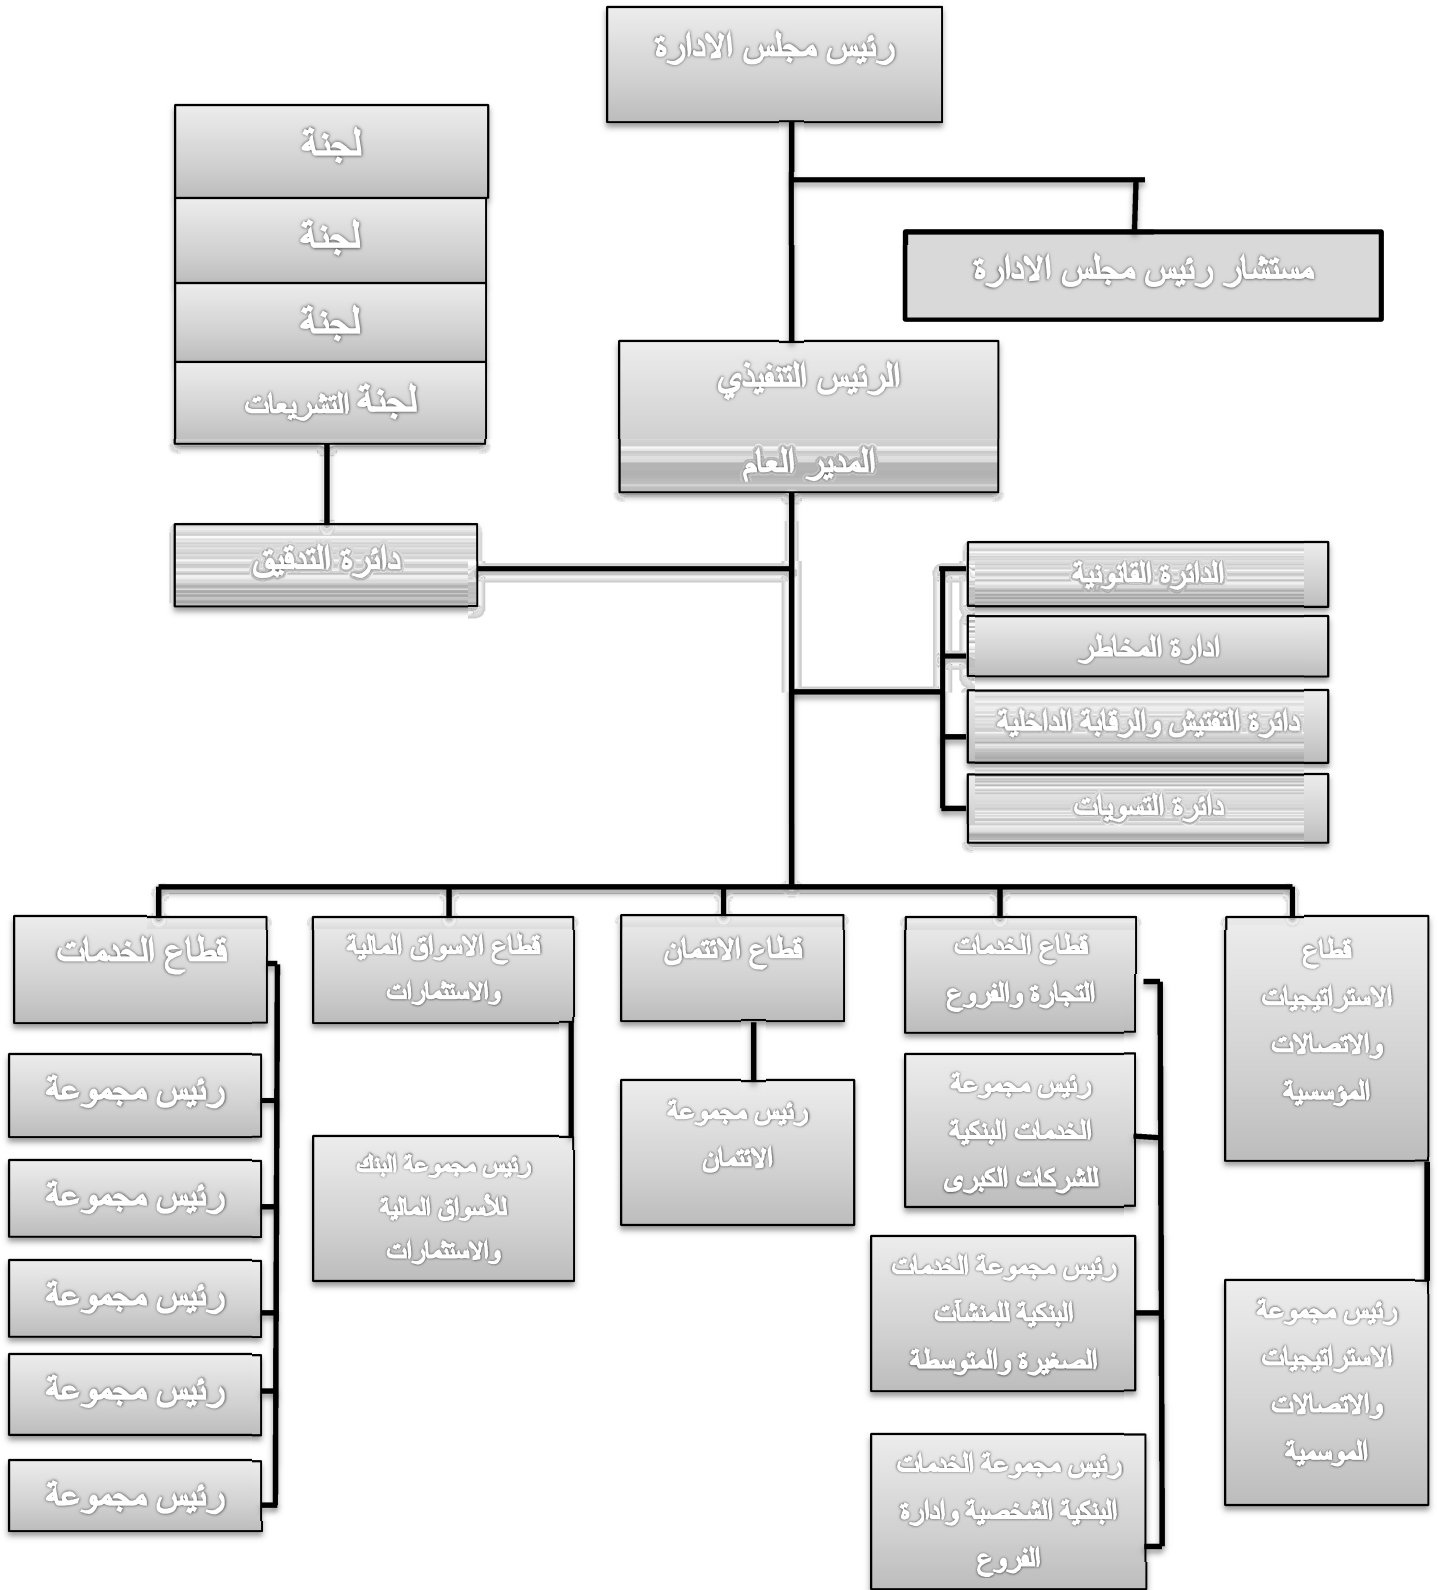 رئيس مجلس الادارة
لجنة
لجنة
لجنة
لجنة التشريعات
مستشار رئيس مجلس الادارة
الرئيس التنفيذي
المدير العام
دائرة التدقيق
الدائرة القانونية
ادارة المخاطر
دائرة التفتيش والرقابة الداخلية
دائرة التسويات
قطاع
الاستراتيجيات
والاتصالات
المؤسسية
رئيس مجموعة
الاستراتيجيات
والاتصالات
الموسمية
قطاع الخدمات
التجارة والفروع
رئيس مجموعة
الخدمات البنكية
للشركات الكبرى
رئيس مجموعة الخدمات
البنكية للمنشآت
الصغيرة والمتوسطة
رئيس مجموعة الخدمات
البنكية الشخصية وادارة
الفروع
قطاع الائتمان
رئيس مجموعة
الائتمان
قطاع الاسواق المالية
والاستثمارات
رئيس مجموعة البنك
للأسواق المالية
والاستثمارات
قطاع الخدمات
رئيس مجموعة
رئيس مجموعة
رئيس مجموعة
رئيس مجموعة
رئيس مجموعة